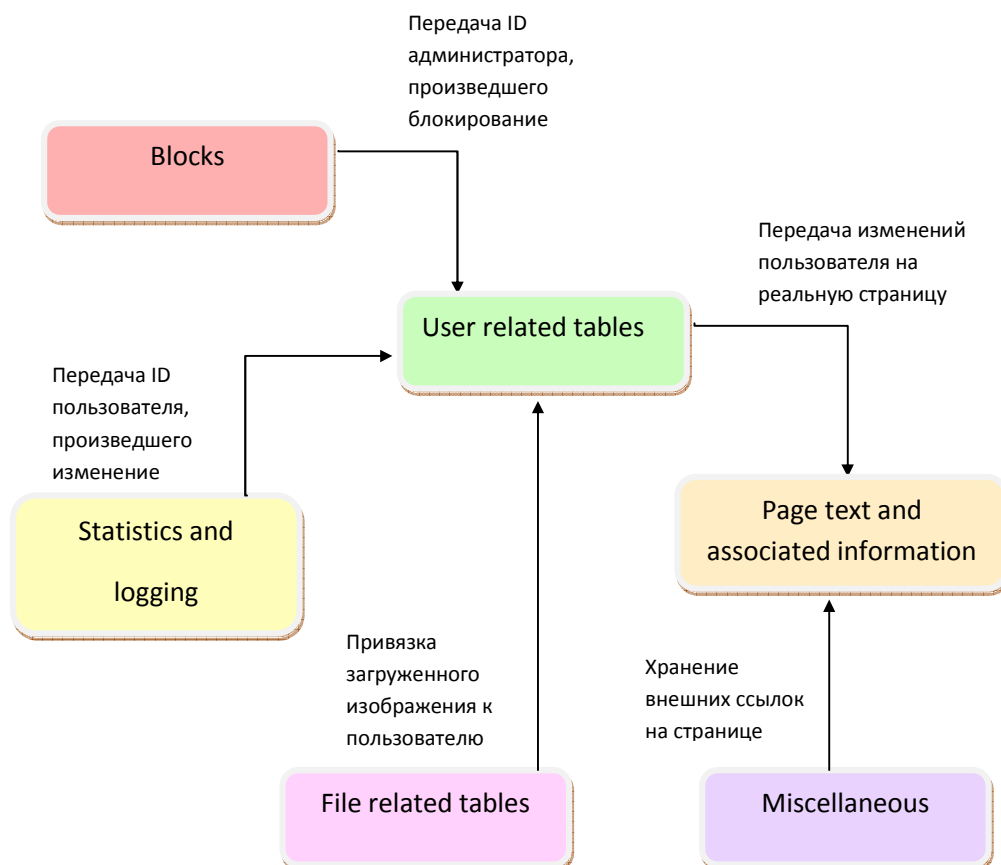 Передача ID
администратора,
произведшего
блокирование
Blocks
Передача изменений
пользователя на
реальную страницу
User related tables
Передача ID
пользователя,
произведшего
изменение
Statistics and
logging
Page text and
associated information
Привязка
загруженного
изображения к
пользователю
Хранение
внешних ссылок
на странице
File related tables
Miscellaneous